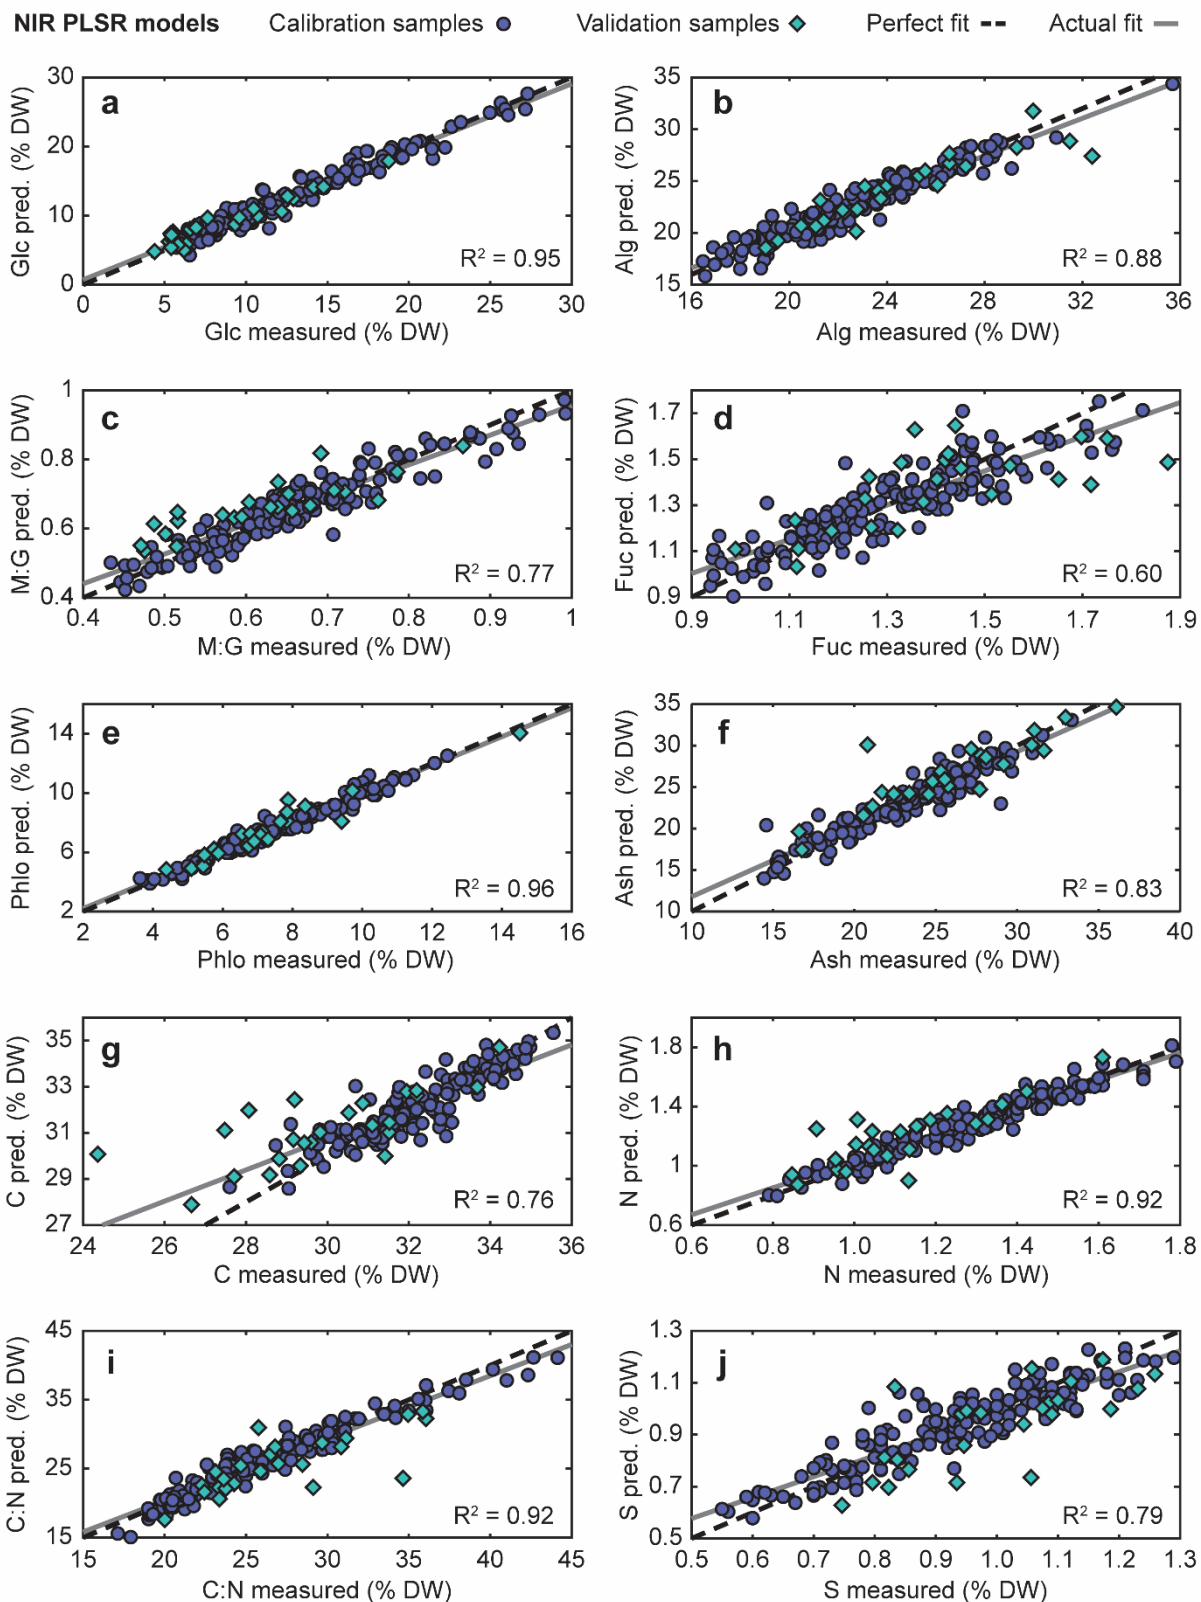 NIR PLSR models Calibration samples Validation samples Perfect fit Actual fit
a
Glc pred. (% DW)
30
20
10
0
R² = 0.95
0 5 10 15 20 25 30
Glc measured (% DW)
b
Alg pred. (% DW)
35
30
25
20
15
R² = 0.88
16 20 24 28 32 36
Alg measured (% DW)
c
M:G pred. (% DW)
1
0.8
0.6
0.4
R² = 0.77
0.4 0.5 0.6 0.7 0.8 0.9 1
M:G measured (% DW)
d
Fuc pred. (% DW)
1.7
1.5
1.3
1.1
0.9
R² = 0.60
0.9 1.1 1.3 1.5 1.7 1.9
Fuc measured (% DW)
e
Phlo pred. (% DW)
14
10
6
2
R² = 0.96
2 4 6 8 10 12 14 16
Phlo measured (% DW)
f
Ash pred. (% DW)
35
30
25
20
15
10
R² = 0.83
10 15 20 25 30 35 40
Ash measured (% DW)
g
C pred. (% DW)
35
33
31
29
27
R² = 0.76
24 26 28 30 32 34 36
C measured (% DW)
h
N pred. (% DW)
1.8
1.4
1
0.6
R² = 0.92
0.6 0.8 1.0 1.2 1.4 1.6 1.8
N measured (% DW)
i
C:N pred. (% DW)
45
35
25
15
R² = 0.92
15 20 25 30 35 40 45
C:N measured (% DW)
j
S pred. (% DW)
1.3
1.1
0.9
0.7
0.5
R² = 0.79
0.5 0.6 0.7 0.8 0.9 1.0 1.1 1.2 1.3
S measured (% DW)